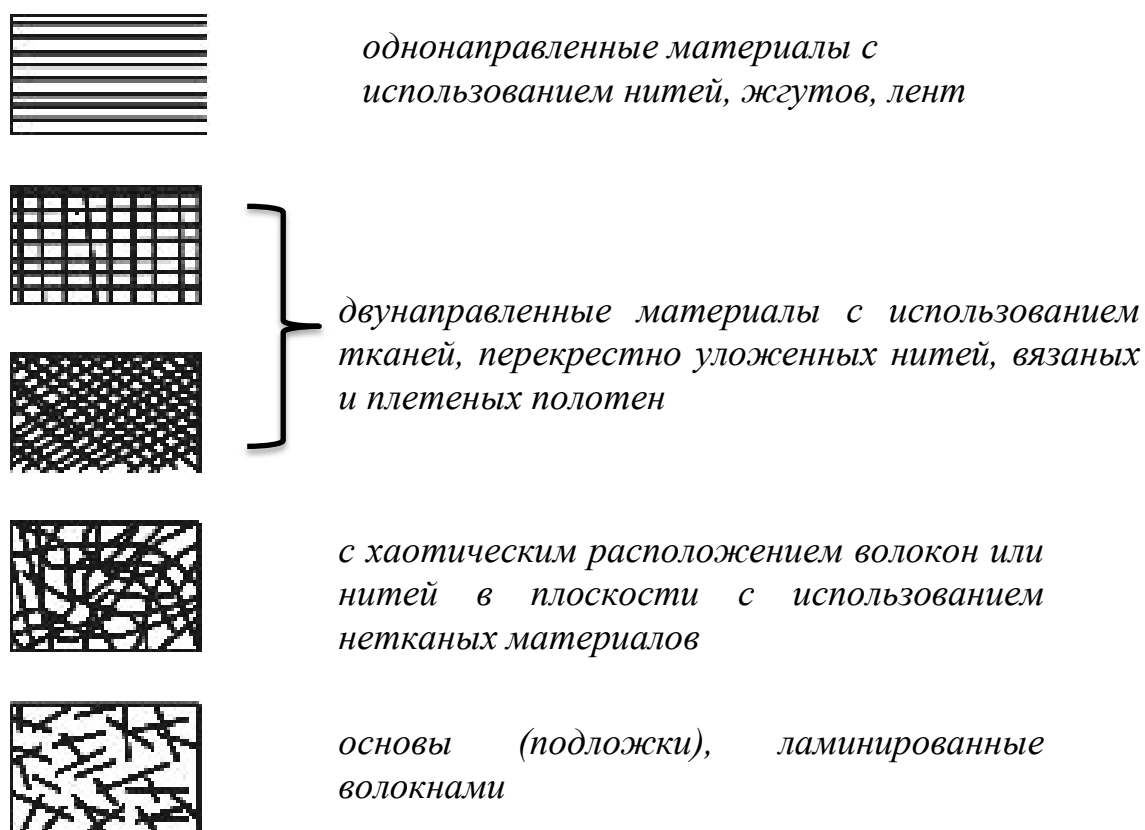 однонаправленные материалы с
использованием нитей, жгутов, лент
двунаправленные материалы с использованием
тканей, перекрестно уложенных нитей, вязаных
и плетеных полотен
с хаотическим расположением волокон или
нитей в плоскости с использованием
нетканых материалов
основы (подложки), ламинированные
волокнами